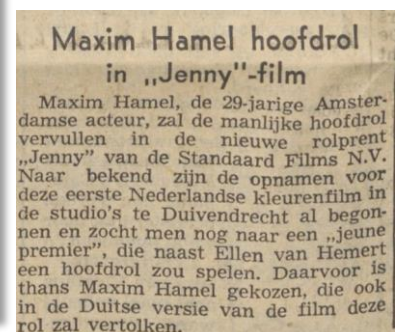 Maxim Hamel hoofdrol
in „Jenny”-film
Maxim Hamel, de 29-jarige Amster-
damse acteur, zal de manlijke hoofdrol
vervullen in de nieuwe rolprent
„Jenny” van de Standaard Films N.V.
Naar bekend zijn de opnamen voor
deze eerste Nederlandse kleurenfilm in
de studio's te Duivendrecht al begon-
nen en zocht men nog naar een „jeune
premier”, die naast Ellen van Hemert
een hoofdrol zou spelen. Daarvoor is
thans Maxim Hamel gekozen, die ook
in de Duitse versie van de film deze
rol zal vertolken.